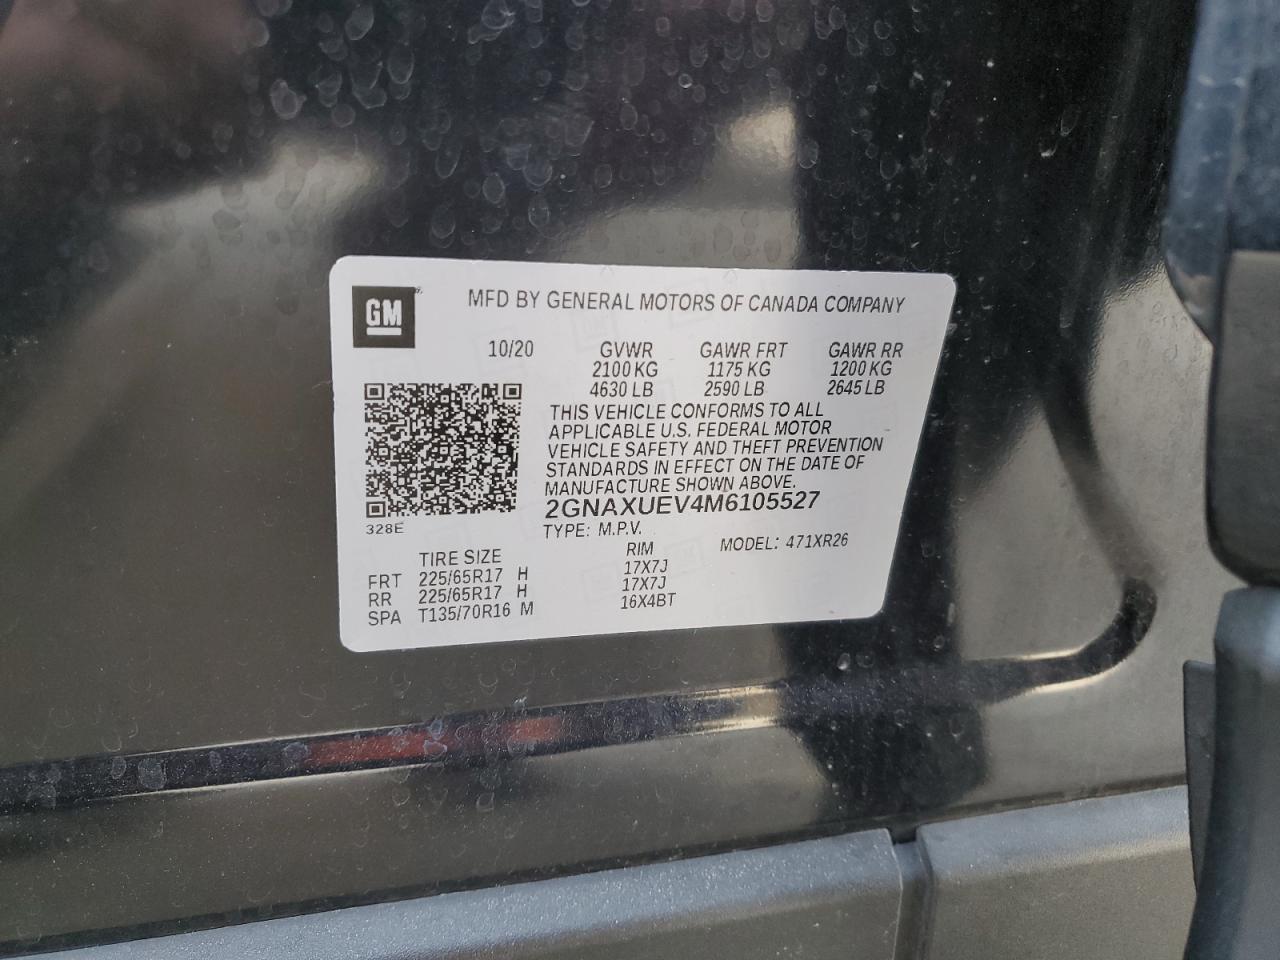 GM
MFD BY GENERAL MOTORS OF CANADA COMPANY
10/20 GVWR GAWR FRT GAWR RR
2100 KG 1175 KG 1200 KG
4630 LB 2590 LB 2645 LB
THIS VEHICLE CONFORMS TO ALL
APPLICABLE U.S. FEDERAL MOTOR
VEHICLE SAFETY AND THEFT PREVENTION
STANDARDS IN EFFECT ON THE DATE OF
MANUFACTURE SHOWN ABOVE.
2GNAXUEV4M6105527
328E
TYPE: M.P.V.
TIRE SIZE RIM MODEL: 471XR26
FRT 225/65R17 H 17X7J
RR 225/65R17 H 17X7J
SPA T135/70R16 M 16X4BT